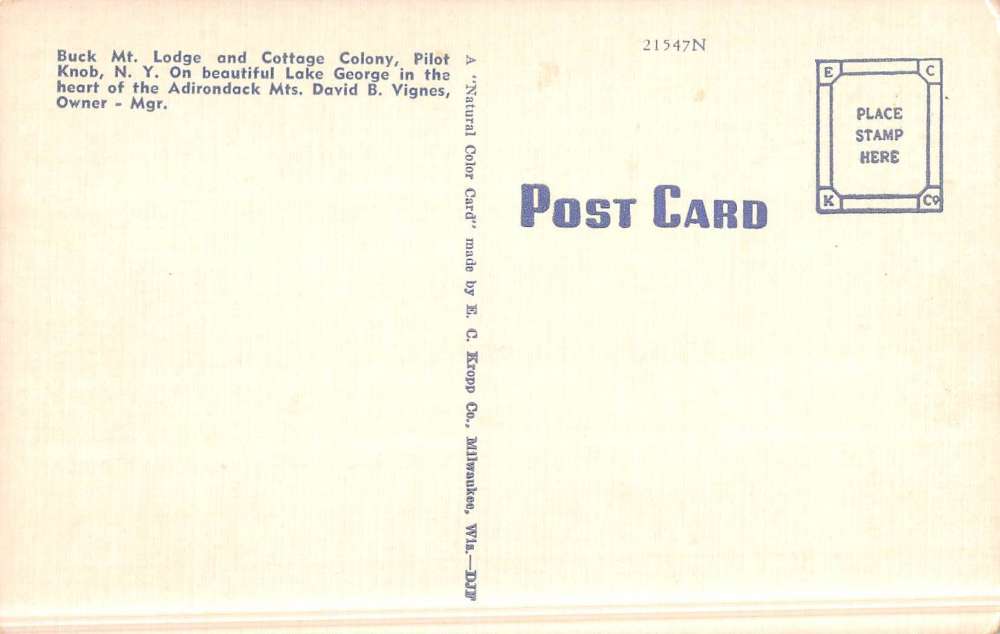 Buck Mt. Lodge and Cottage Colony, Pilot
Knob, N. Y. On beautiful Lake George in the
heart of the Adirondack Mts. David B. Vignes,
Owner - Mgr.
A "Natural Color Card" made by E. C. Kropp Co., Milwaukee, Wis.—DJF
21547N
POST CARD
E C
PLACE
STAMP
HERE
K Co